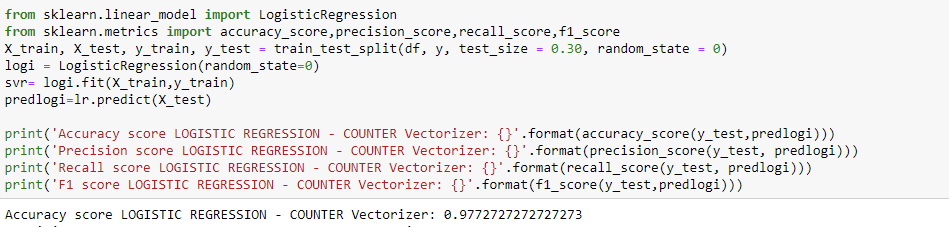 from sklearn.linear_model import LogisticRegression
from sklearn.metrics import accuracy_score,precision_score,recall_score,f1_score
X_train, X_test, y_train, y_test = train_test_split(df, y, test_size = 0.30, random_state = 0)
logi = LogisticRegression(random_state=0)
svr= logi.fit(X_train,y_train)
predlogi=lr.predict(X_test)
print('Accuracy score LOGISTIC REGRESSION - COUNTER Vectorizer: {}'.format(accuracy_score(y_test,predlogi)))
print('Precision score LOGISTIC REGRESSION - COUNTER Vectorizer: {}'.format(precision_score(y_test, predlogi)))
print('Recall score LOGISTIC REGRESSION - COUNTER Vectorizer: {}'.format(recall_score(y_test, predlogi)))
print('F1 score LOGISTIC REGRESSION - COUNTER Vectorizer: {}'.format(f1_score(y_test,predlogi)))
Accuracy score LOGISTIC REGRESSION - COUNTER Vectorizer: 0.9772727272727273